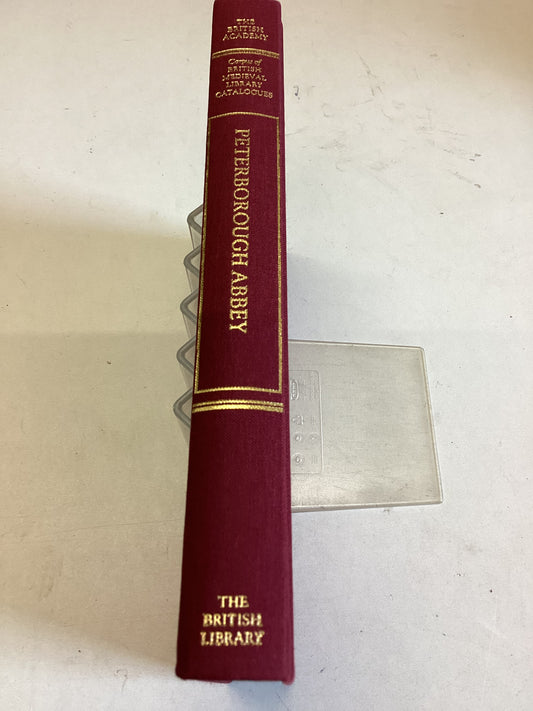 THE
BRITISH
ACADEMY
Corpus of
BRITISH
MEDIEVAL
LIBRARY
CATALOGUES
PETERBOROUGH ABBEY
THE
BRITISH
LIBRARY